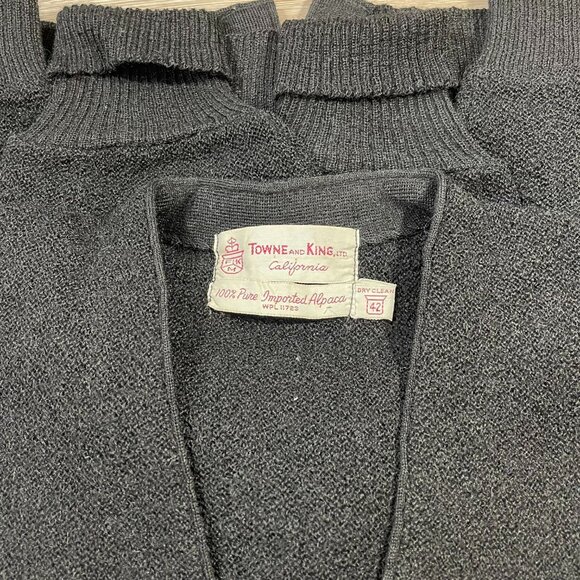 TOWNE AND KING, LTD.
California
100% Pure Imported Alpaca
WPL 11723
DRY CLEAN
42